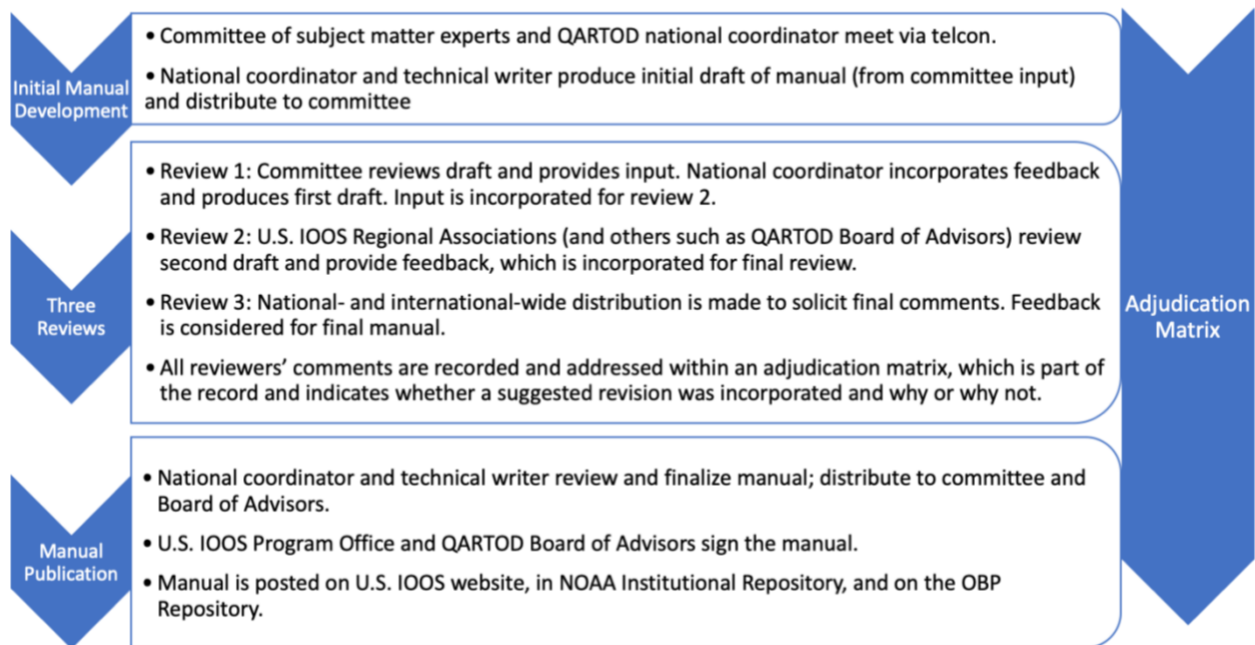 Initial Manual
Development
• Committee of subject matter experts and QARTOD national coordinator meet via telcon.
• National coordinator and technical writer produce initial draft of manual (from committee input)
and distribute to committee
Three
Reviews
• Review 1: Committee reviews draft and provides input. National coordinator incorporates feedback
and produces first draft. Input is incorporated for review 2.
• Review 2: U.S. IOOS Regional Associations (and others such as QARTOD Board of Advisors) review
second draft and provide feedback, which is incorporated for final review.
• Review 3: National- and international-wide distribution is made to solicit final comments. Feedback
is considered for final manual.
• All reviewers’ comments are recorded and addressed within an adjudication matrix, which is part of
the record and indicates whether a suggested revision was incorporated and why or why not.
Manual
Publication
• National coordinator and technical writer review and finalize manual; distribute to committee and
Board of Advisors.
• U.S. IOOS Program Office and QARTOD Board of Advisors sign the manual.
• Manual is posted on U.S. IOOS website, in NOAA Institutional Repository, and on the OBP
Repository.
Adjudication
Matrix